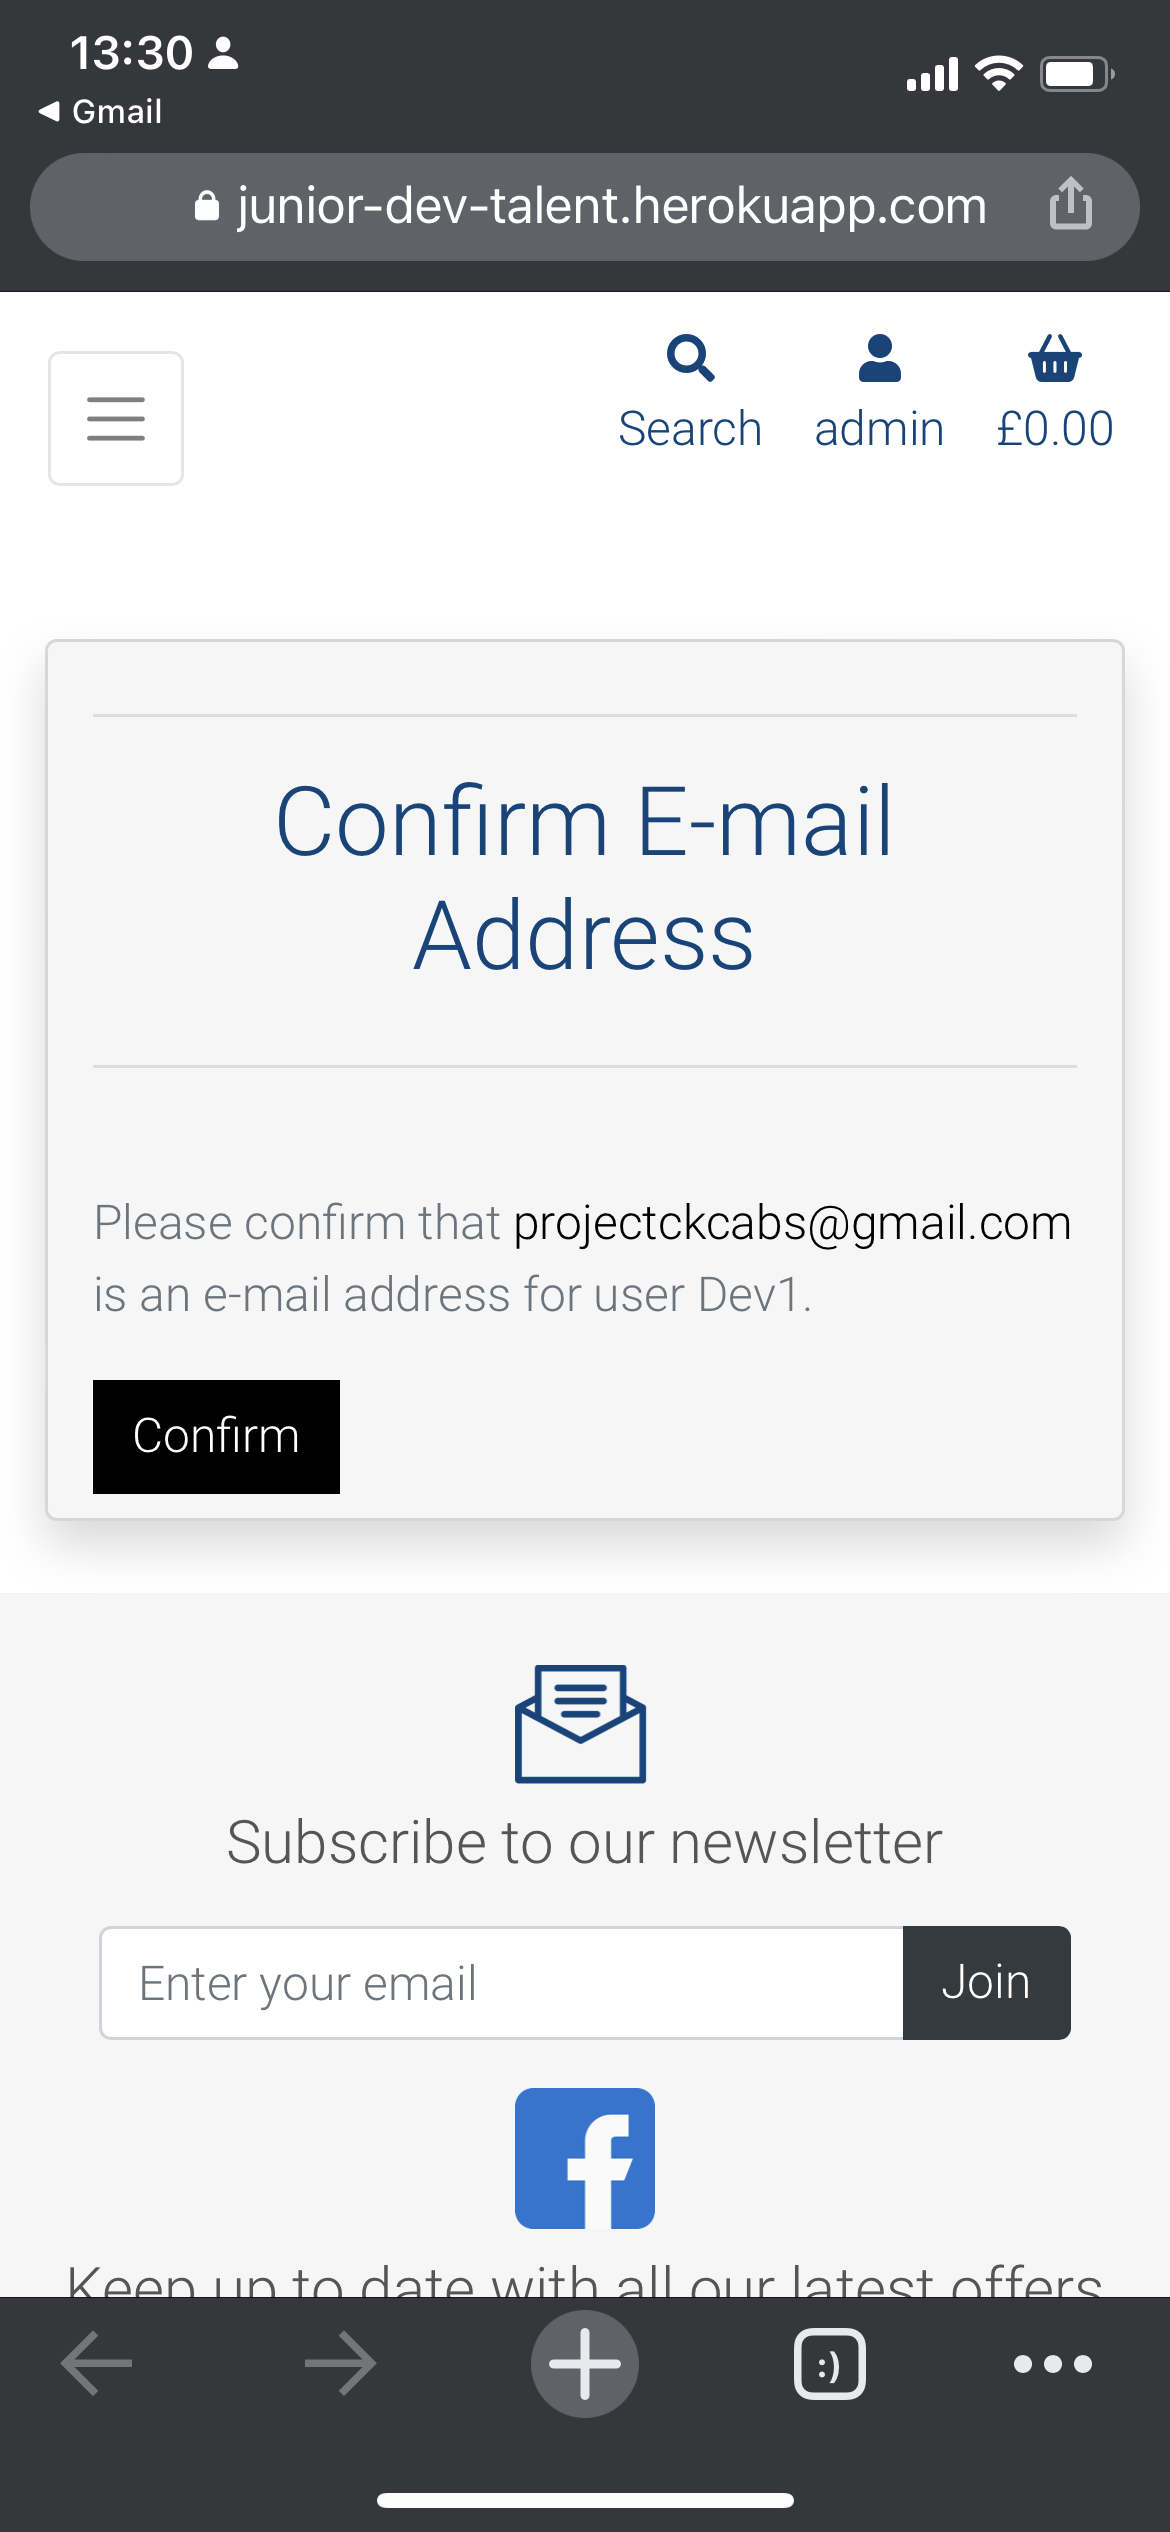 13:30
Gmail
junior-dev-talent.herokuapp.com
Search admin £0.00
Confirm E-mail
Address
Please confirm that projectckcabs@gmail.com
is an e-mail address for user Dev1.
Confirm
Subscribe to our newsletter
Enter your email Join
Keep up to date with all our latest offers
:)